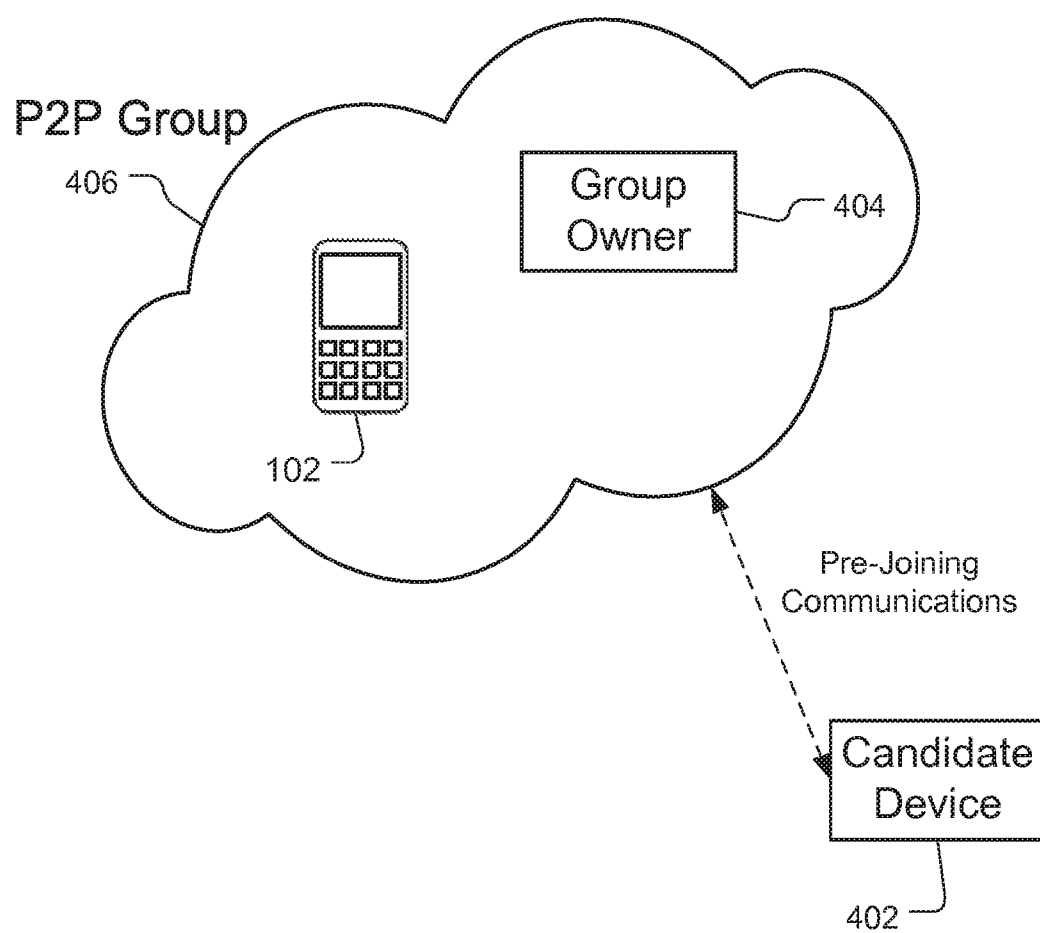 P2P Group
406
Group
Owner
404
102
Pre-Joining
Communications
Candidate
Device
402